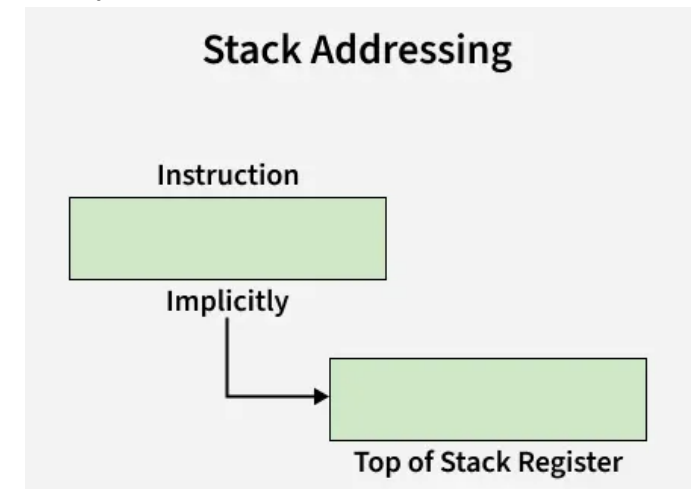 Stack Addressing
Instruction
Implicitly
Top of Stack Register